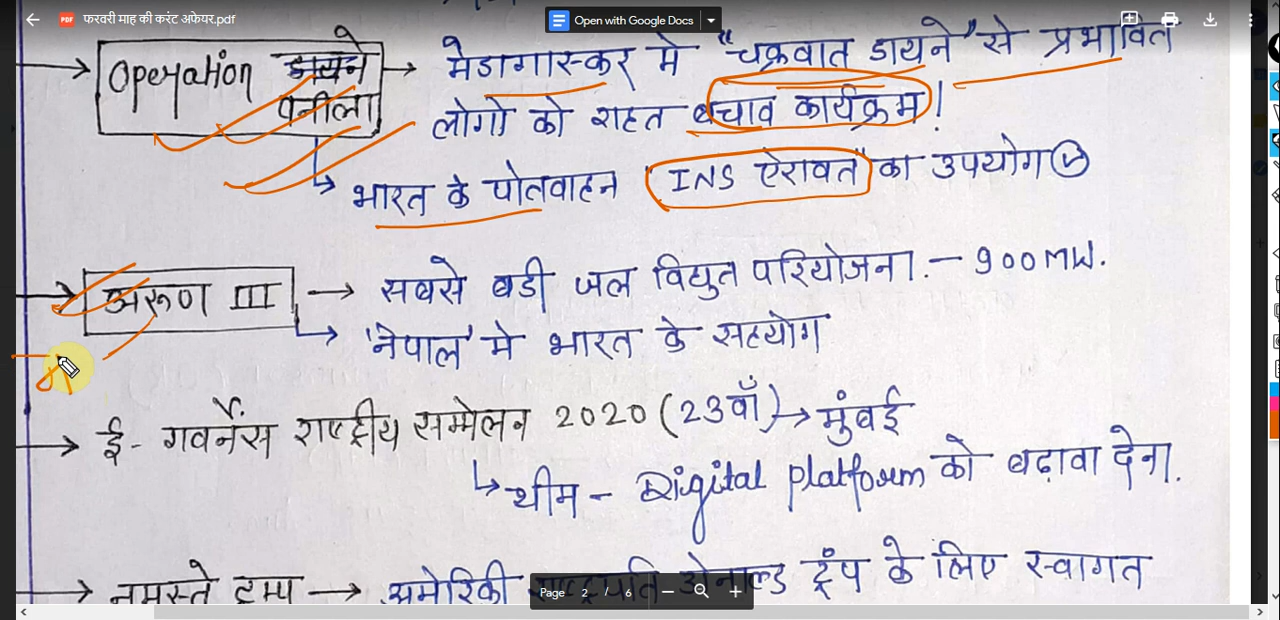 फरवरी माह की करंट अफेयर.pdf
Open with Google Docs
Operation डायने वनीला → मेडागास्कर मे "चक्रवात डायने" से प्रभावित
लोगो को राहत बचाव कार्यक्रम!
भारत के पोतवाहन "INS ऐरावत" का उपयोग
अरूण III → सबसे बडी जल विद्युत परियोजना. - 900 MW.
'नेपाल' मे भारत के सहयोग
→ ई- गवर्नेंस राष्ट्रीय सम्मेलन 2020 (23वाँ) → मुंबई
थीम - Digital platform को बढ़ावा देना.
→ नमस्ते ट्रम्प → अमेरिकी राष्ट्रपति डोनाल्ड ट्रंप के लिए स्वागत
Page 2 / 6